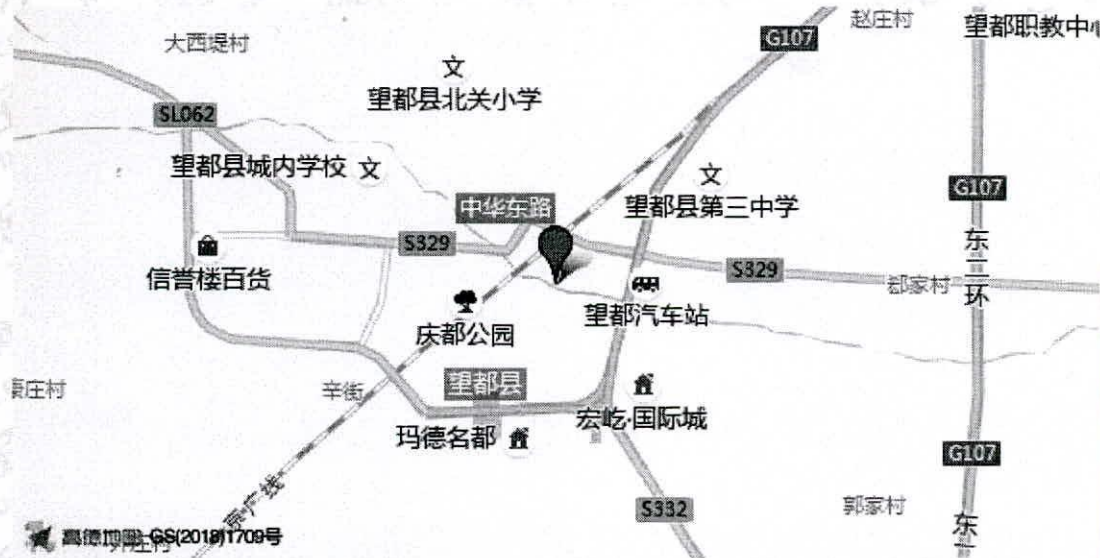 赵庄村
望都职教中心
大西堤村
G107
文
望都县北关小学
SL062
望都县城内学校 文
文
望都县第三中学
G107
中华东路
S329
S329
东三环
信誉楼百货
郄家村
望都汽车站
庆都公园
康庄村
辛街
望都县
宏屹·国际城
玛德名都
G107
京广线
S332
郭家村
东
高德地图 GS(2018)1709号